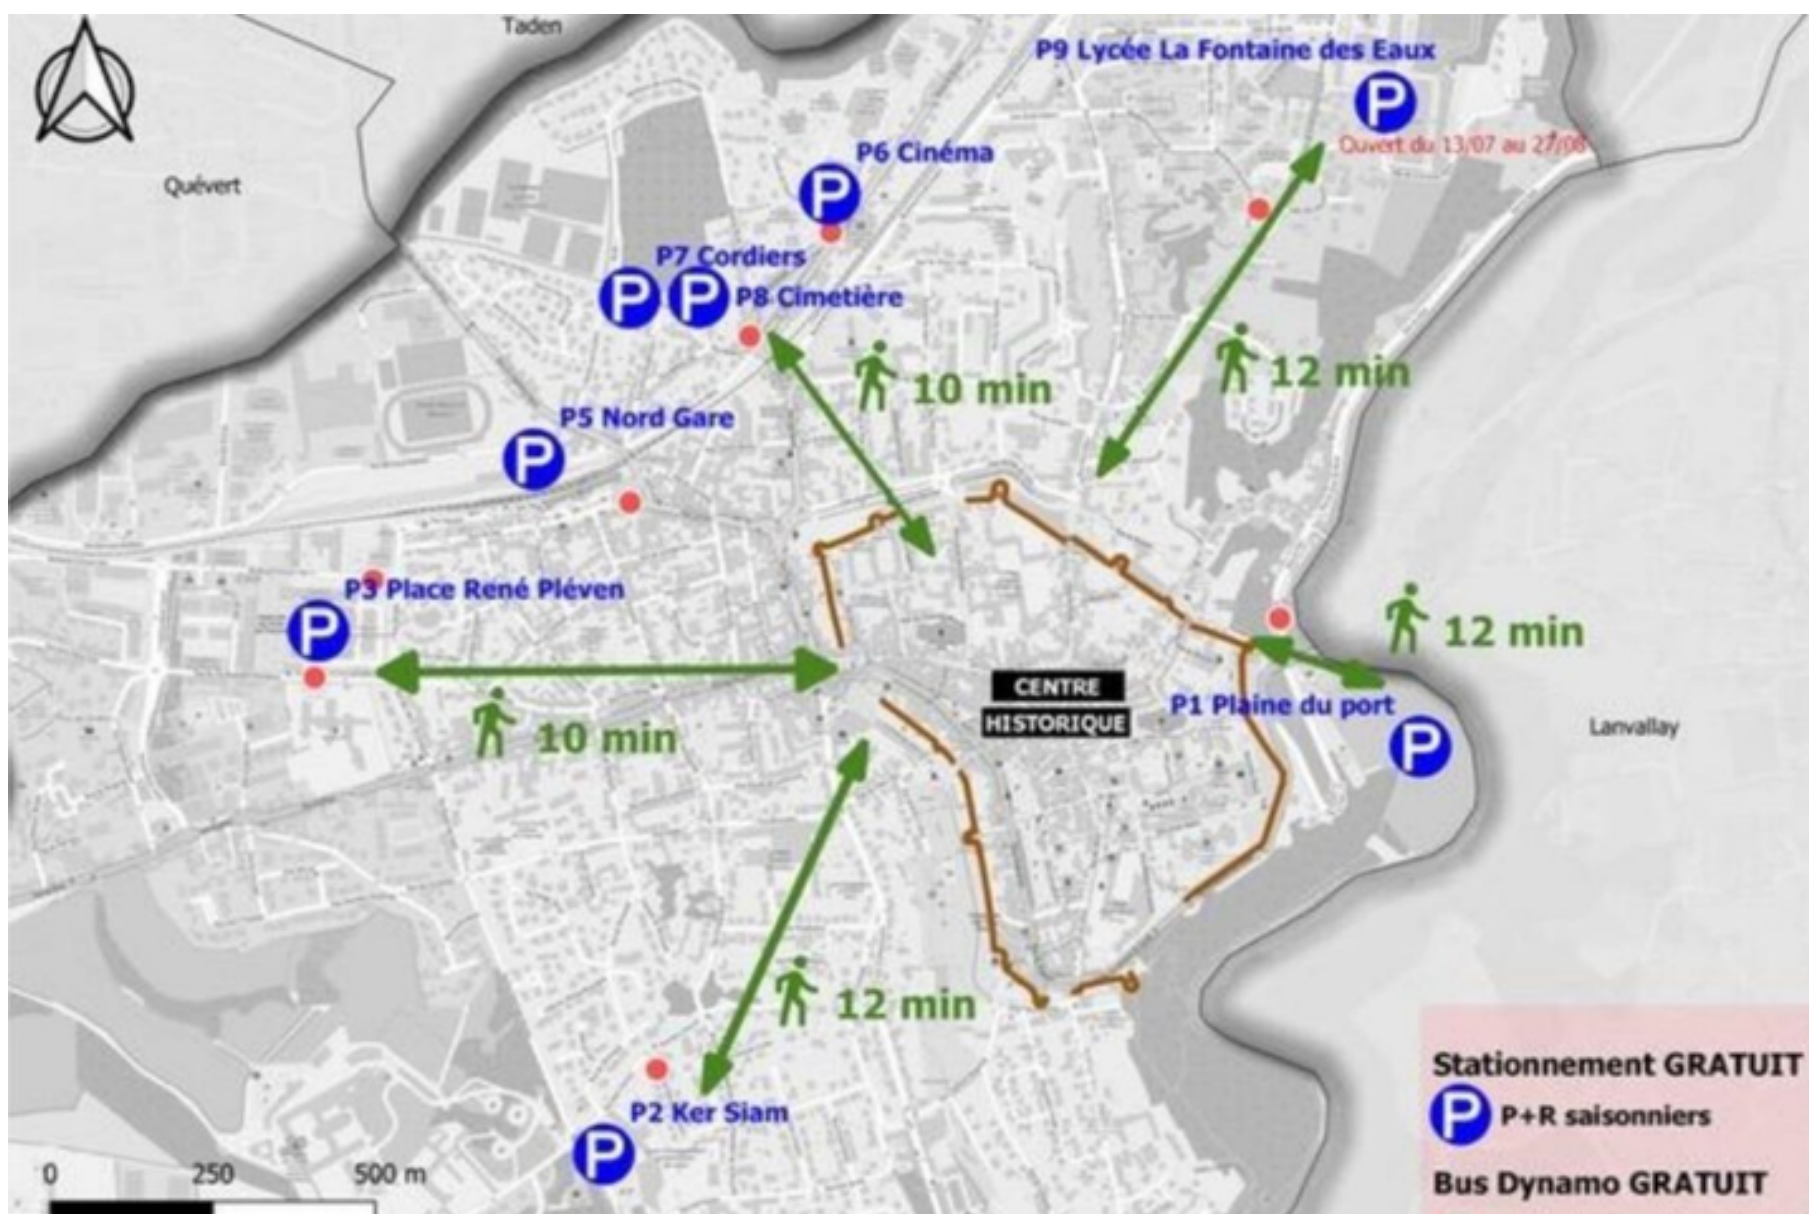 Taden
P9 Lycée La Fontaine des Eaux
P
Ouvert du 13/07 au 27/08
P6 Cinéma
P
Quévert
P7 Cordiers
P P P8 Cimetière
12 min
10 min
P5 Nord Gare
P
P3 Place René Pléven
P
12 min
CENTRE
HISTORIQUE
P1 Plaine du port
P
Lanvallay
10 min
12 min
P2 Ker Siam
P
Stationnement GRATUIT
P P+R saisonniers
Bus Dynamo GRATUIT
0 250 500 m